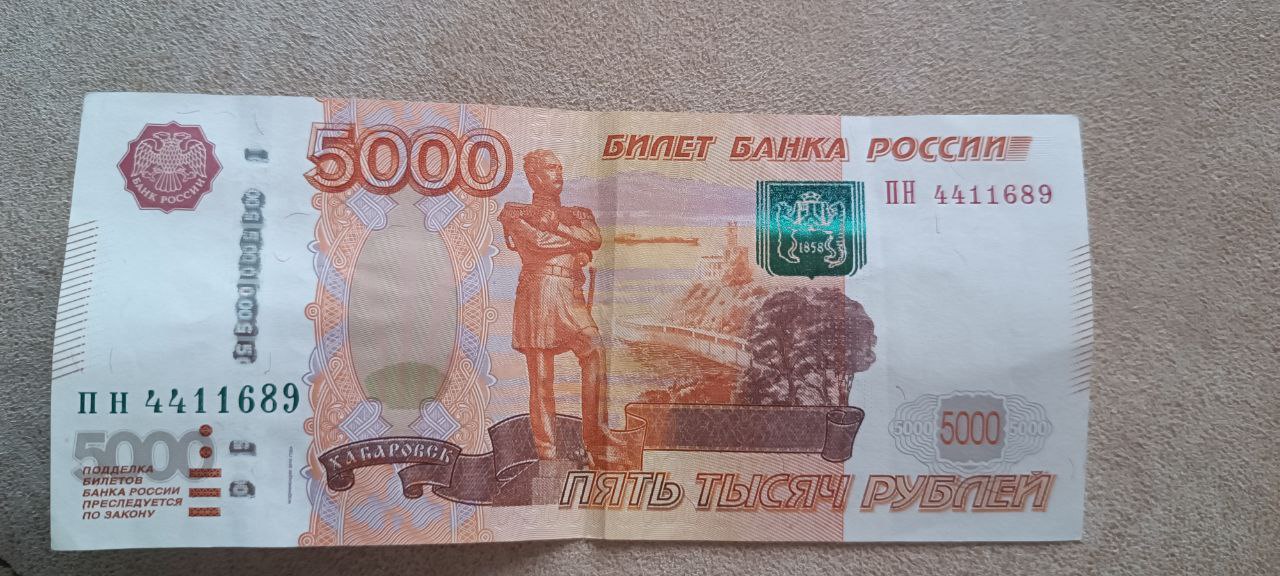 5000
БИЛЕТ БАНКА РОССИИ
БАНК РОССИИ
ПН 4411689
1858
ПН 4411689
5000
5000 5000 5000
ХАБАРОВСК
ПОДДЕЛКА
БИЛЕТОВ
БАНКА РОССИИ
ПРЕСЛЕДУЕТСЯ
ПО ЗАКОНУ
ПЯТЬ ТЫСЯЧ РУБЛЕЙ